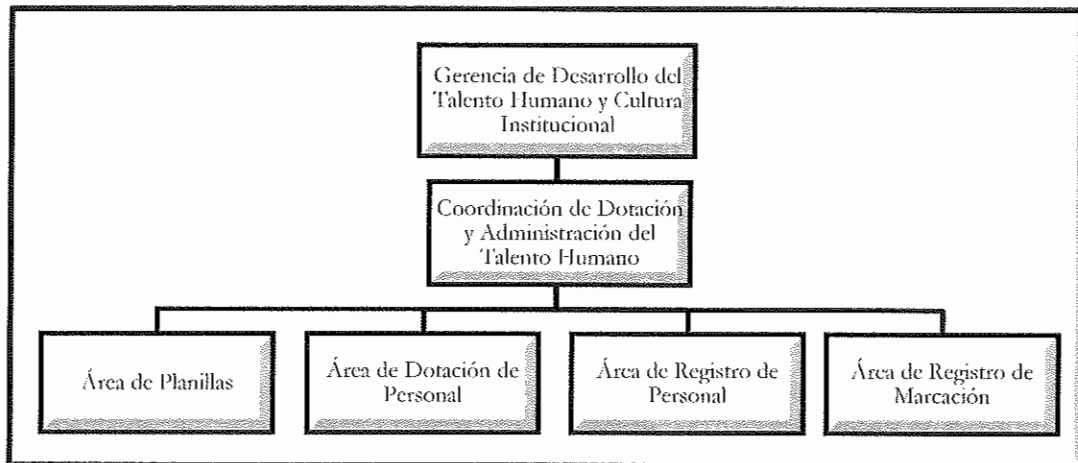 Gerencia de Desarrollo del
Talento Humano y Cultura
Institucional
Coordinación de Dotación
y Administración del
Talento Humano
Área de Planillas
Área de Dotación de
Personal
Área de Registro de
Personal
Área de Registro de
Marcación